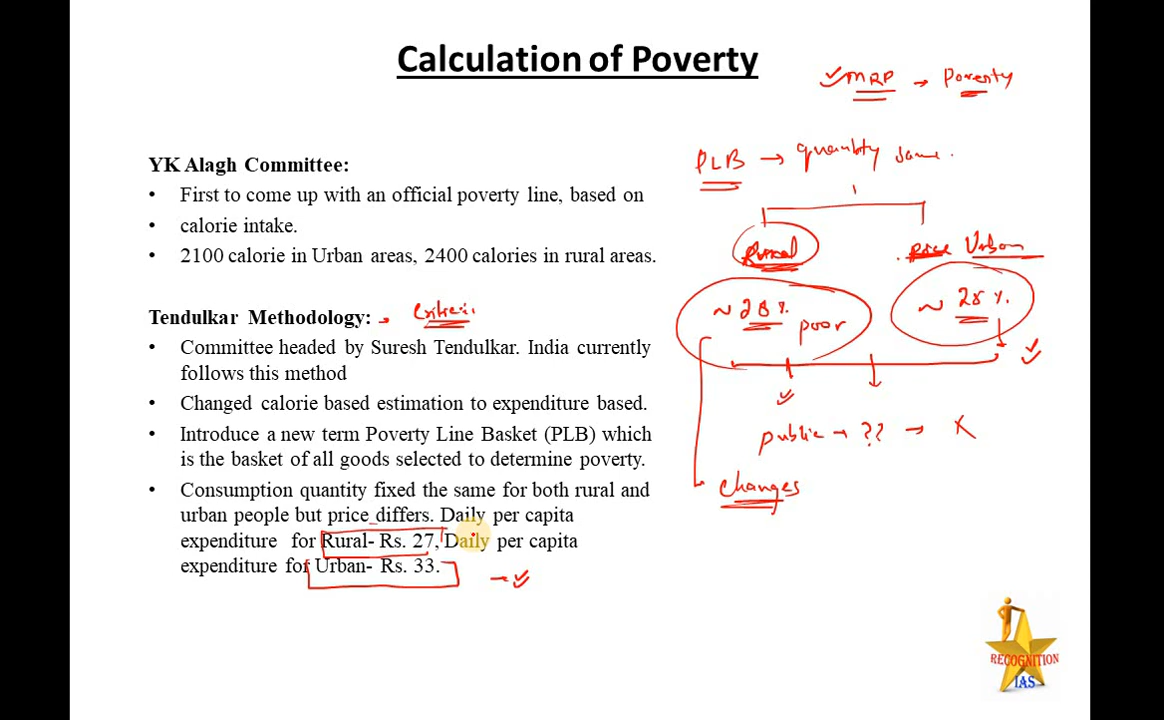 Calculation of Poverty
MRP → Poverty
YK Alagh Committee:
• First to come up with an official poverty line, based on
• calorie intake.
• 2100 calorie in Urban areas, 2400 calories in rural areas.
PLB → quantity same.
Rural
Urban
~ 28 %. poor
~ 25 %.
Tendulkar Methodology: → Criteri
• Committee headed by Suresh Tendulkar. India currently
follows this method
• Changed calorie based estimation to expenditure based.
• Introduce a new term Poverty Line Basket (PLB) which
is the basket of all goods selected to determine poverty.
• Consumption quantity fixed the same for both rural and
urban people but price differs. Daily per capita
expenditure for Rural- Rs. 27, Daily per capita
expenditure for Urban- Rs. 33.
public → ?? → X
Changes
RECOGNITION
IAS